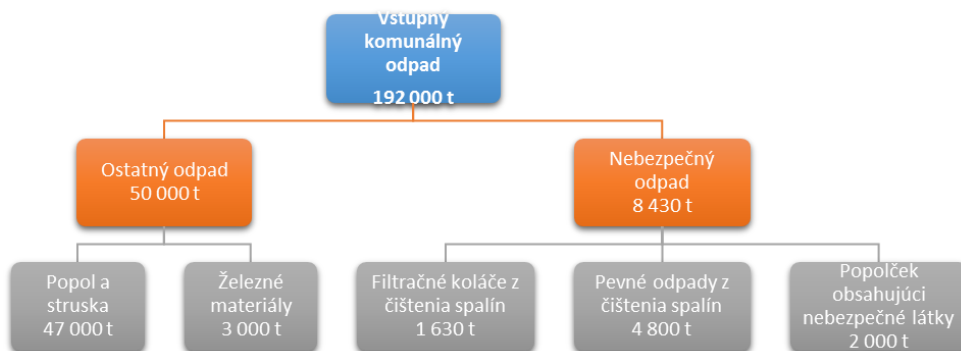 Vstupný
komunálný
odpad
192 000 t
Ostatný odpad
50 000 t
Nebezpečný
odpad
8 430 t
Popol a
struska
47 000 t
Železné
materiály
3 000 t
Filtračné koláče z
čištenia spalín
1 630 t
Pevné odpady z
čištenia spalín
4 800 t
Popolček
obsahujúci
nebezpečné látky
2 000 t